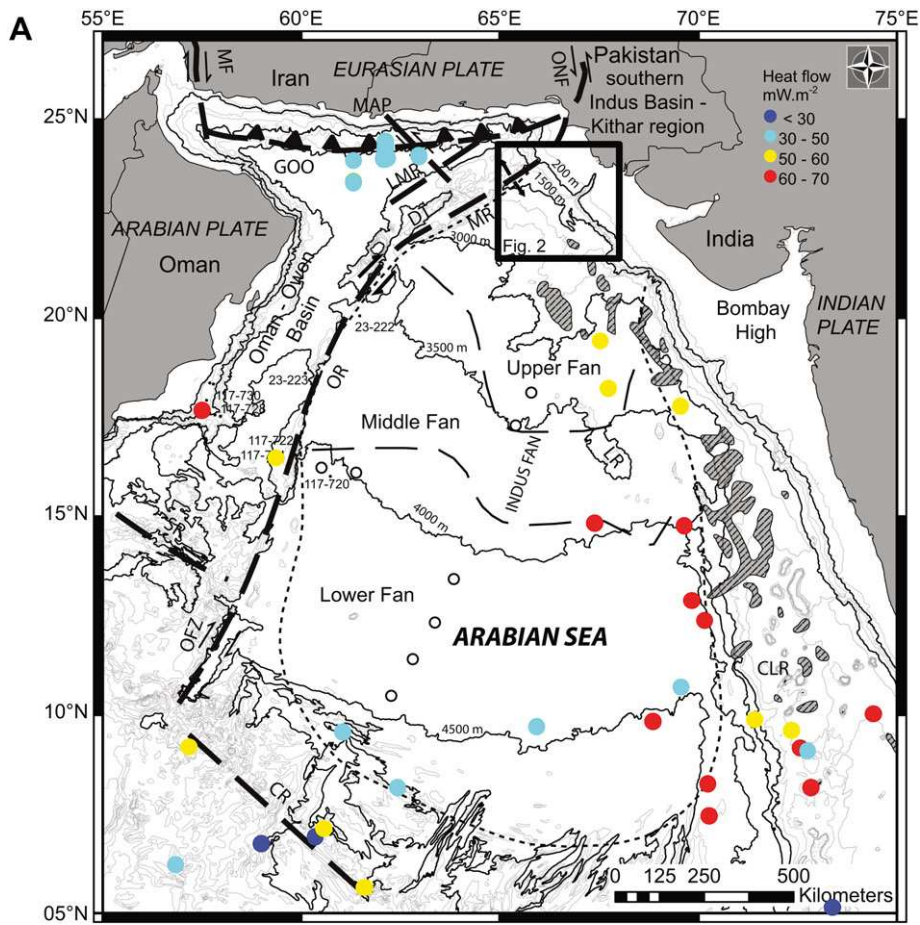 A
55°E 60°E 65°E 70°E 75°E
MF
Iran
EURASIAN PLATE
ONF
Pakistan
southern
Indus Basin -
Kithar region
Heat flow
mW.m-2
< 30
30 - 50
50 - 60
60 - 70
25°N
MAP
GOO
LMR
DT
MR
200 m
1500 m
3000 m
Fig. 2
ARABIAN PLATE
Oman
India
Oman - Owen
Basin
Bombay
High
INDIAN
PLATE
20°N
23-222
3500 m
Upper Fan
23-223
OR
117-730
117-728
Middle Fan
117-722
INDUS FAN
LR
117-720
4000 m
15°N
Lower Fan
ARABIAN SEA
OFZ
CLR
10°N
4500 m
CR
05°N
0 125 250 500
Kilometers